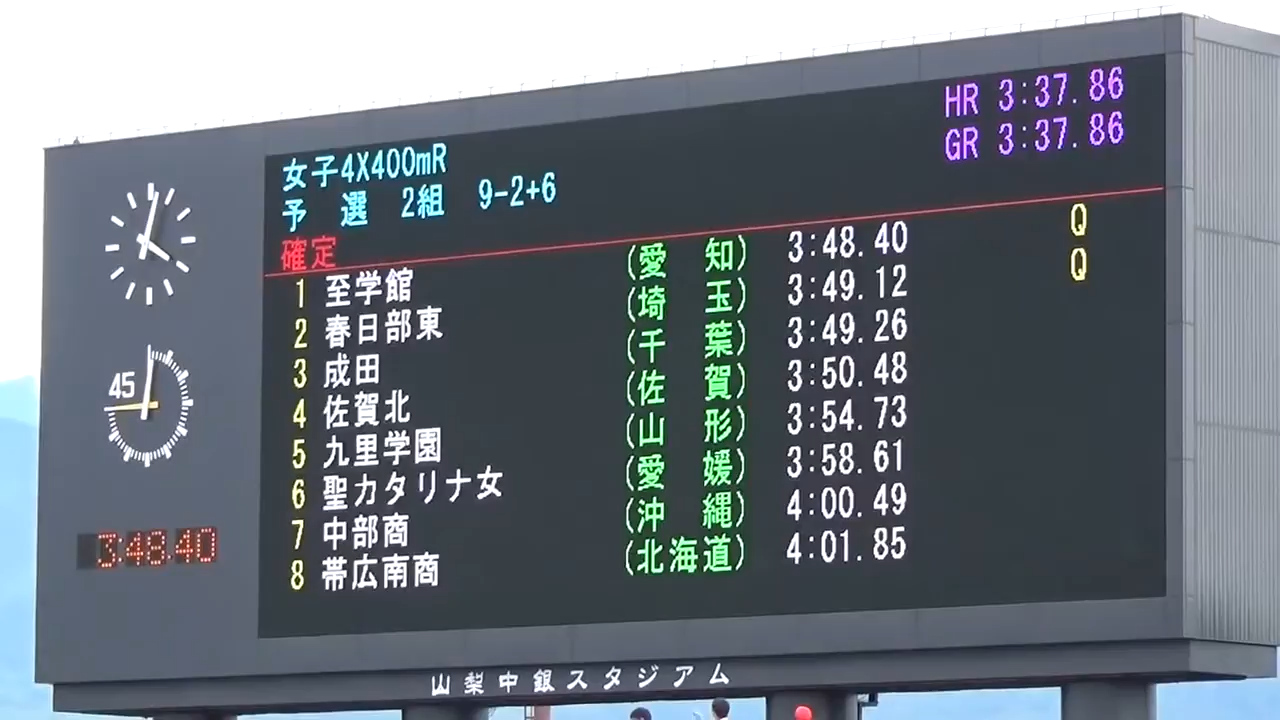 HR 3:37.86
GR 3:37.86
女子4X400mR
予　選　2組　9-2+6
確定
1 至学館 (愛　知) 3:48.40 Q
2 春日部東 (埼　玉) 3:49.12 Q
3 成田 (千　葉) 3:49.26
4 佐賀北 (佐　賀) 3:50.48
5 九里学園 (山　形) 3:54.73
6 聖カタリナ女 (愛　媛) 3:58.61
7 中部商 (沖　縄) 4:00.49
8 帯広南商 (北海道) 4:01.85
45
3:48.40
山梨中銀スタジアム